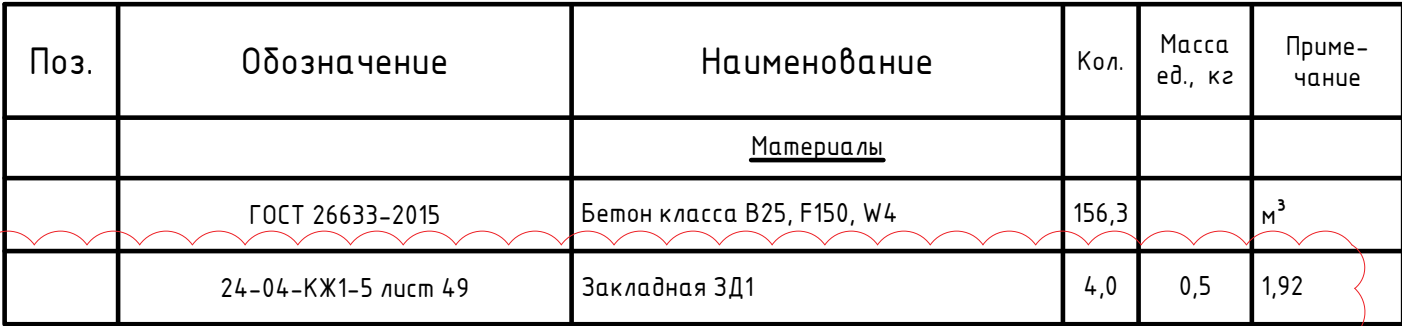 Поз. Обозначение Наименование Кол. Масса ед., кг Приме-чание
Материалы
ГОСТ 26633-2015 Бетон класса В25, F150, W4 156,3 м³
24-04-КЖ1-5 лист 49 Закладная ЗД1 4,0 0,5 1,92